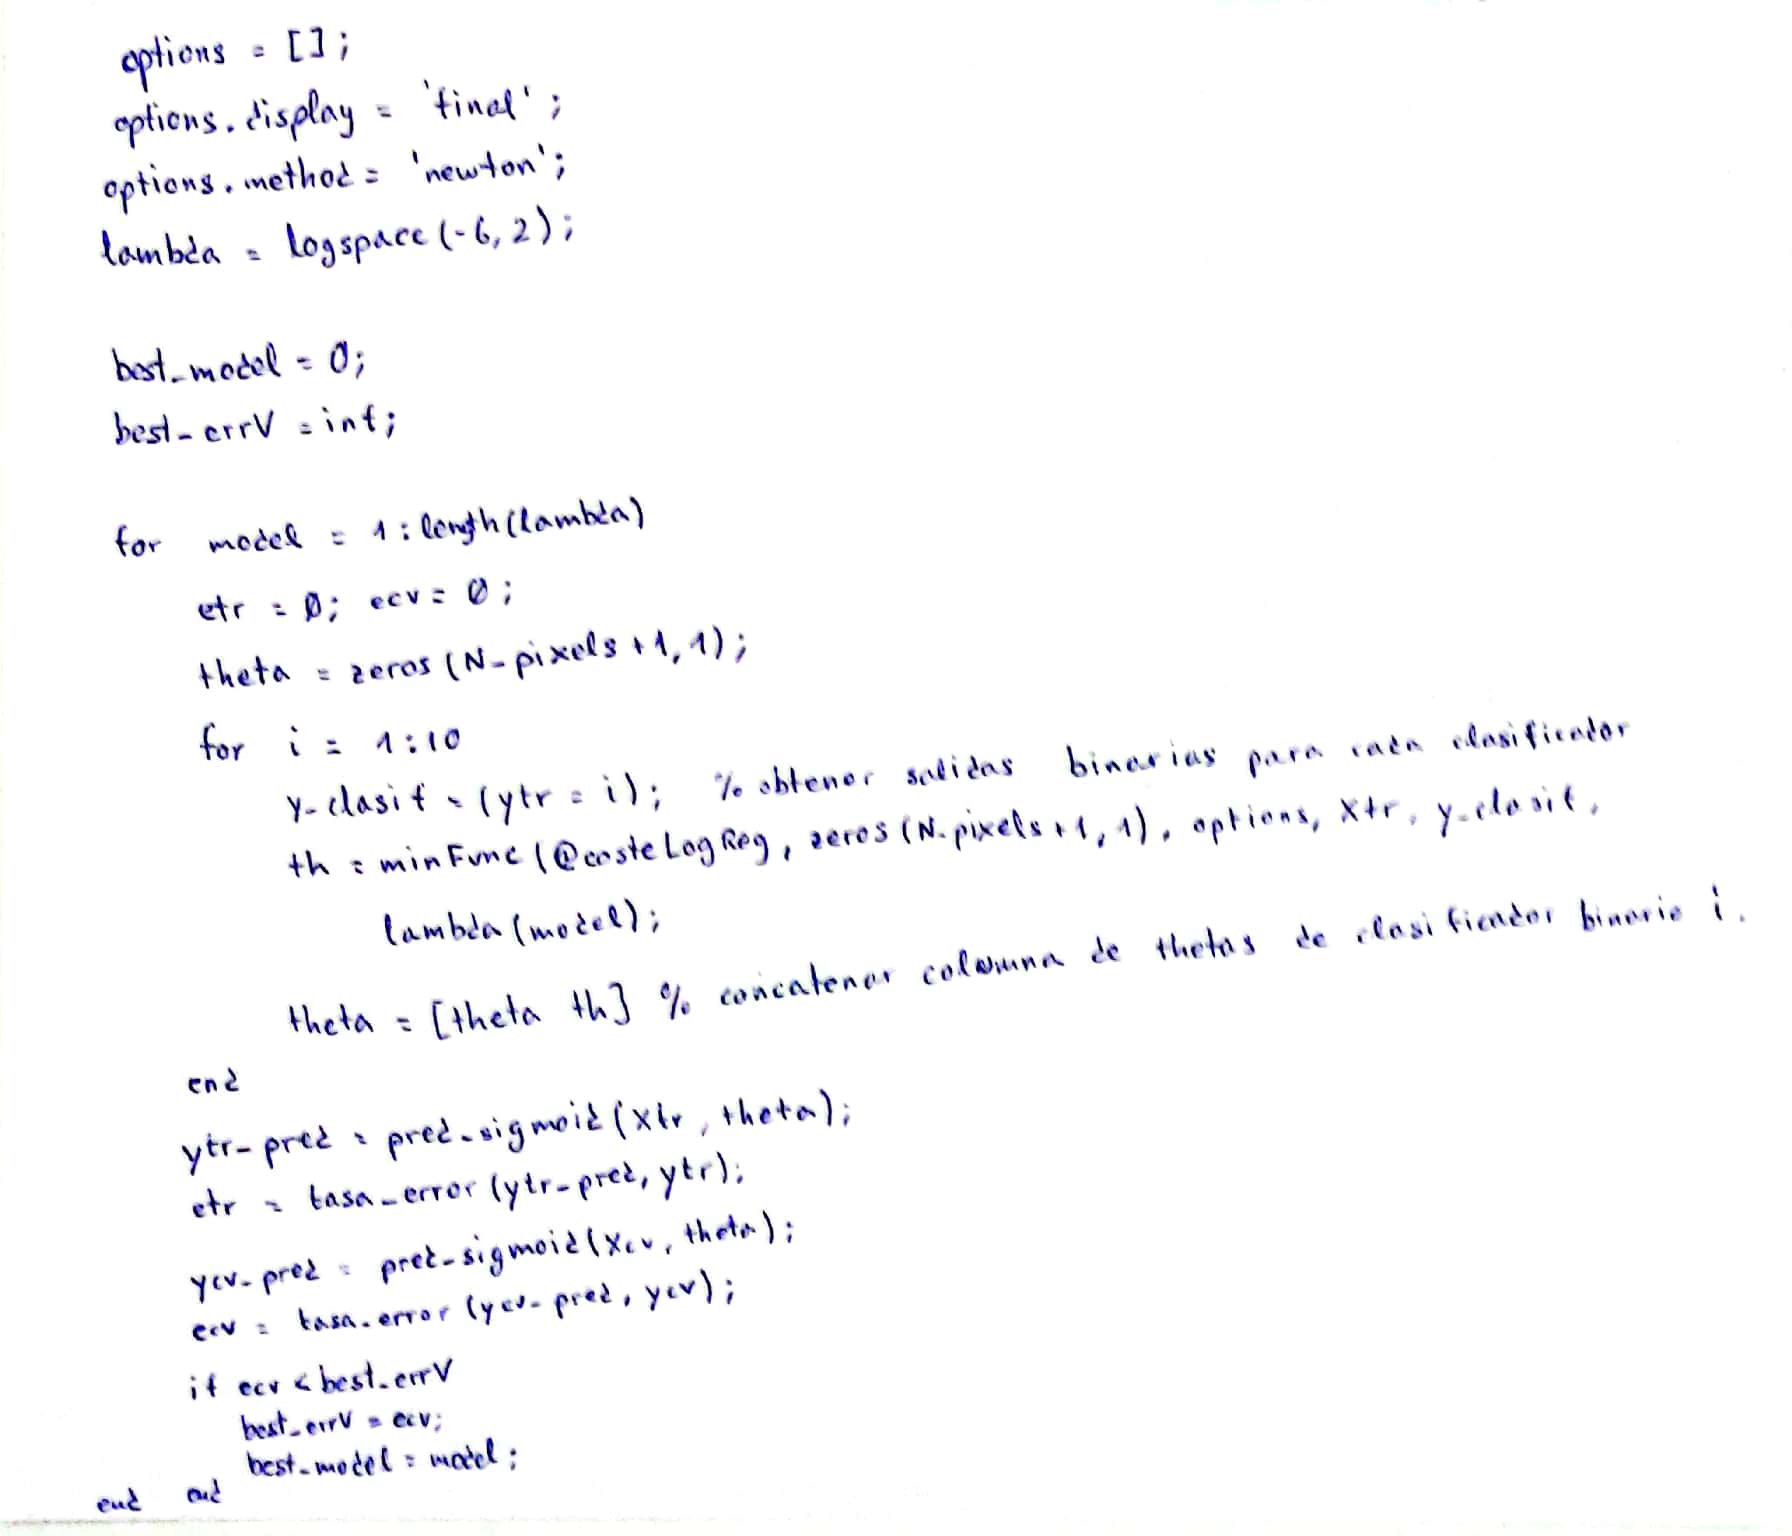 options = [];
options.display = 'final';
options.method = 'newton';
lambda = logspace(-6,2);
best_model = 0;
best_errV = inf;
for model = 1:length(lambda)
etr = 0; ecv = 0;
theta = zeros(N_pixels+1,1);
for i = 1:10
y_clasif = (ytr = i); % obtener salidas binarias para cada clasificador
th = minFunc(@costeLogReg, zeros(N_pixels+1,1), options, Xtr, y_clasif,
lambda(model);
theta = [theta th] % concatenar columna de thetas de clasificador binario i.
end
ytr_pred = pred_sigmoid(Xtr, theta);
etr = tasa_error(ytr_pred, ytr);
ycv_pred = pred_sigmoid(Xcv, theta);
ecv = tasa_error(ycv_pred, ycv);
if ecv < best_errV
best_errV = ecv;
best_model = model;
end end